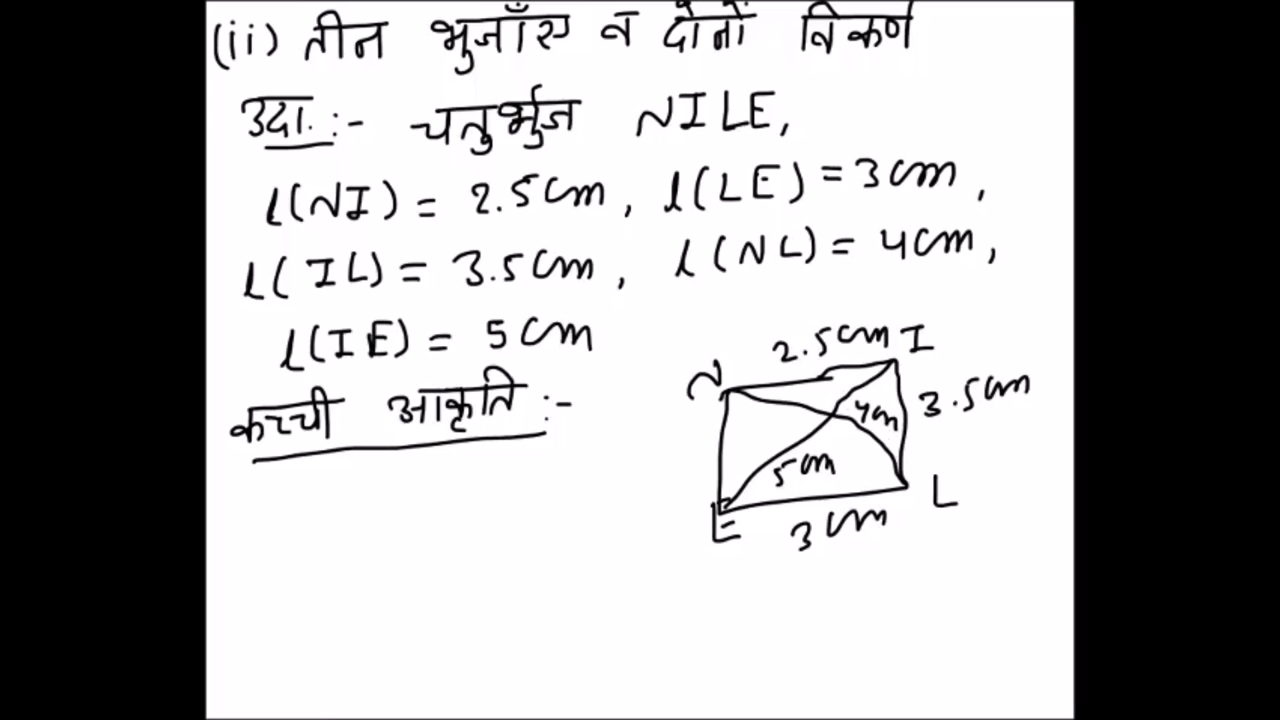 (ii) तीन भुजाएँ व दोनों विकर्ण
उदा. :- चतुर्भुज NILE,
l(NI) = 2.5cm, l(LE) = 3cm,
l(IL) = 3.5cm, l(NL) = 4cm,
l(IE) = 5cm
कच्ची आकृति :-
2.5cm I
N
3.5cm
4cm
5cm
L
E
3cm